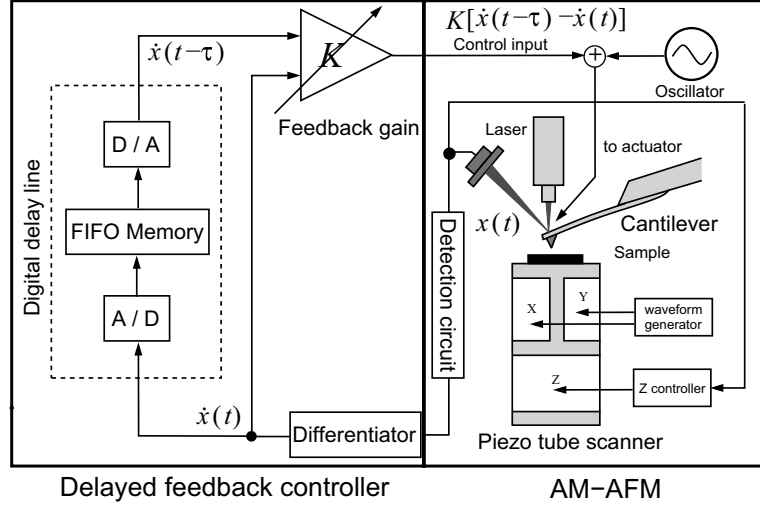 K[ẋ(t−τ) −ẋ(t)]
ẋ(t−τ)
K
Control input
Oscillator
Feedback gain
Laser
to actuator
D / A
Digital delay line
FIFO Memory
x(t)
Cantilever
Detection circuit
Sample
A / D
X
Y
waveform
generator
Z
Z controller
ẋ(t)
Differentiator
Piezo tube scanner
Delayed feedback controller
AM−AFM